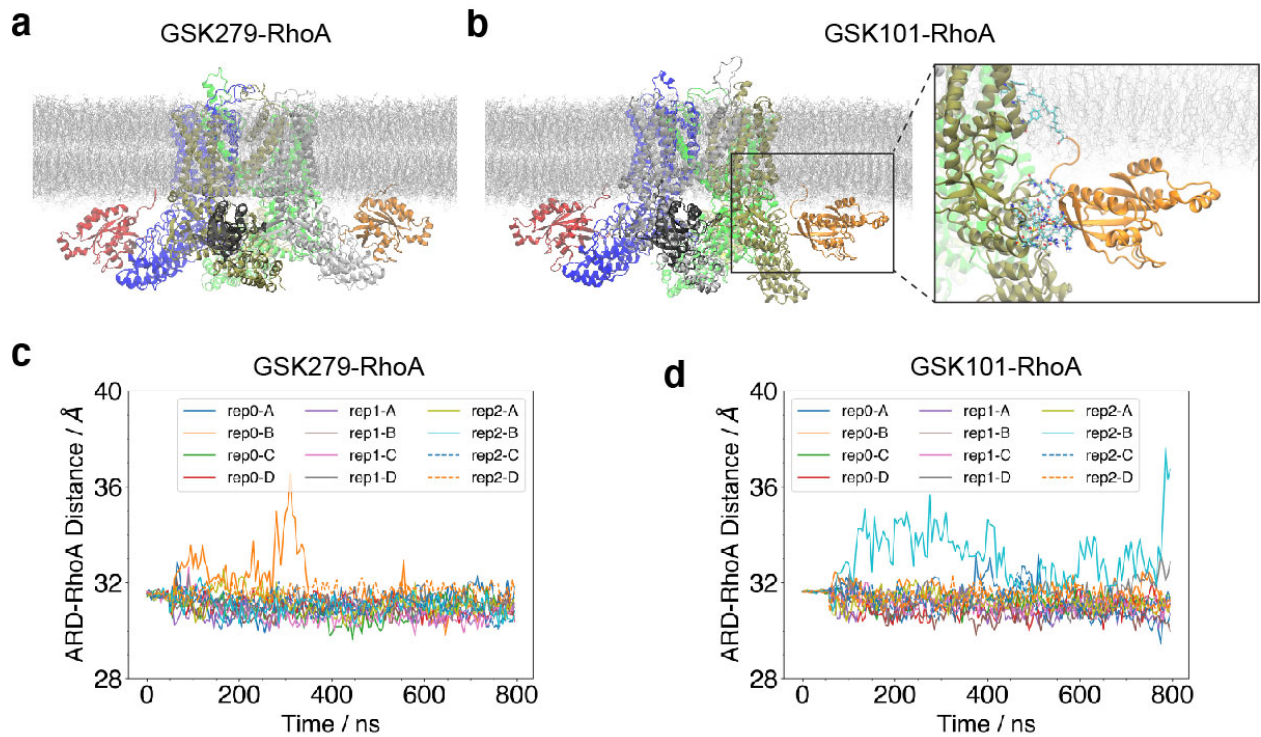 a
GSK279-RhoA
b
GSK101-RhoA
c
GSK279-RhoA
ARD-RhoA Distance / Å
40
36
32
28
rep0-A rep1-A rep2-A
rep0-B rep1-B rep2-B
rep0-C rep1-C rep2-C
rep0-D rep1-D rep2-D
0 200 400 600 800
Time / ns
d
GSK101-RhoA
ARD-RhoA Distance / Å
40
36
32
28
rep0-A rep1-A rep2-A
rep0-B rep1-B rep2-B
rep0-C rep1-C rep2-C
rep0-D rep1-D rep2-D
0 200 400 600 800
Time / ns